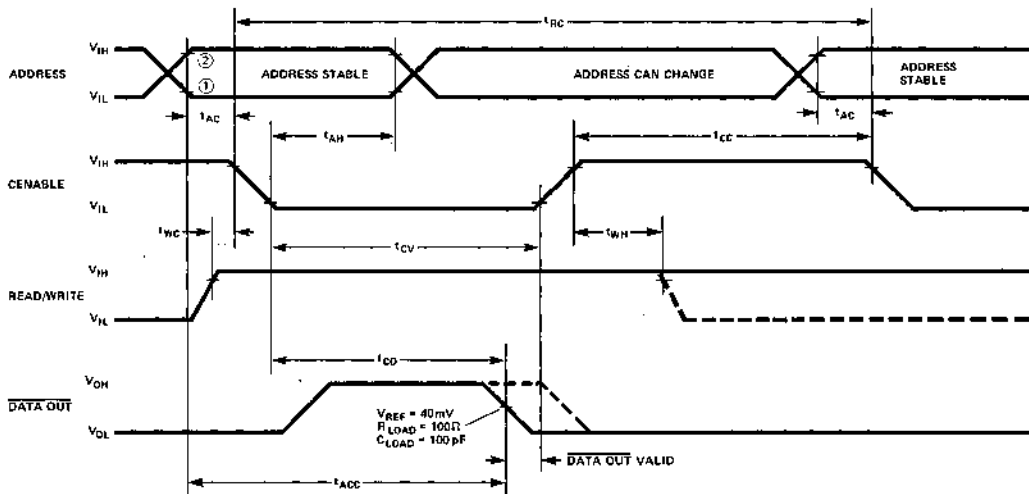 tRC
VIH
ADDRESS
②
ADDRESS STABLE
ADDRESS CAN CHANGE
ADDRESS
STABLE
①
VIL
tAC
tAH
tCC
tAC
VIH
CENABLE
VIL
tWC
tCV
tWH
VIH
READ/WRITE
VIL
tCO
VOH
DATA OUT
VREF = 40mV
RLOAD = 100Ω
CLOAD = 100 pF
VOL
DATA OUT VALID
tACC